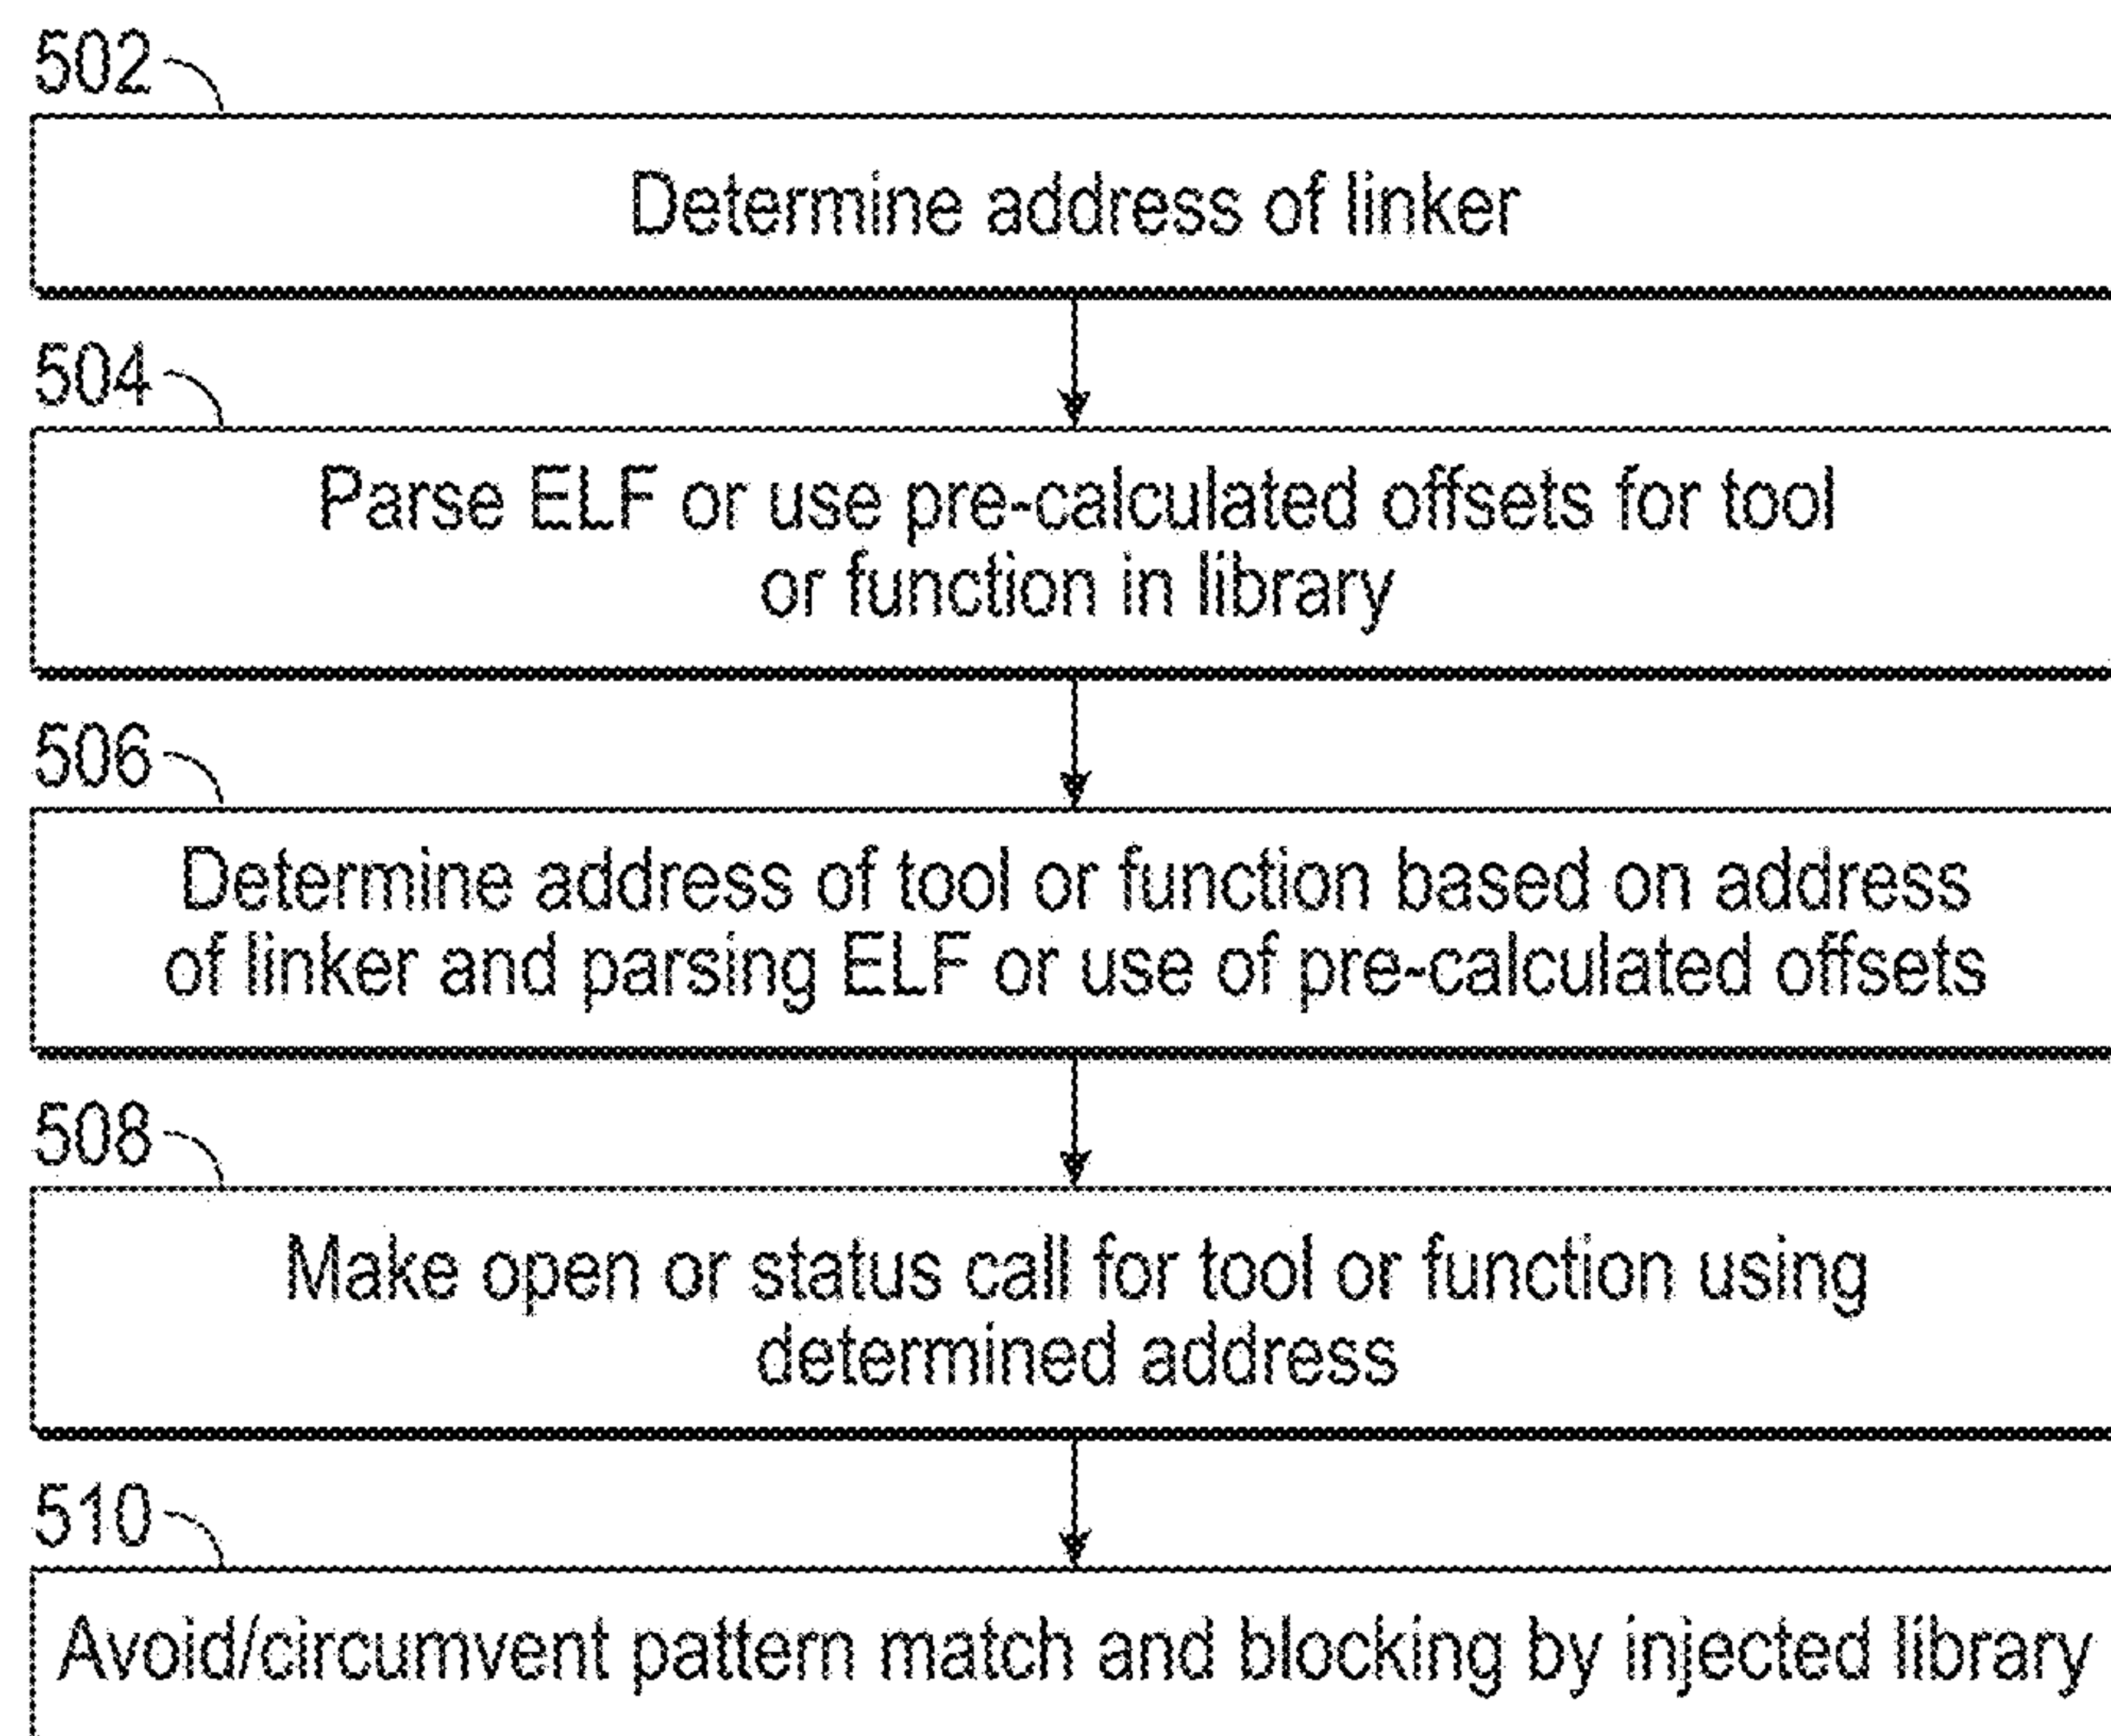 502
Determine address of linker
504
Parse ELF or use pre-calculated offsets for tool
or function in library
506
Determine address of tool or function based on address
of linker and parsing ELF or use of pre-calculated offsets
508
Make open or status call for tool or function using
determined address
510
Avoid/circumvent pattern match and blocking by injected library